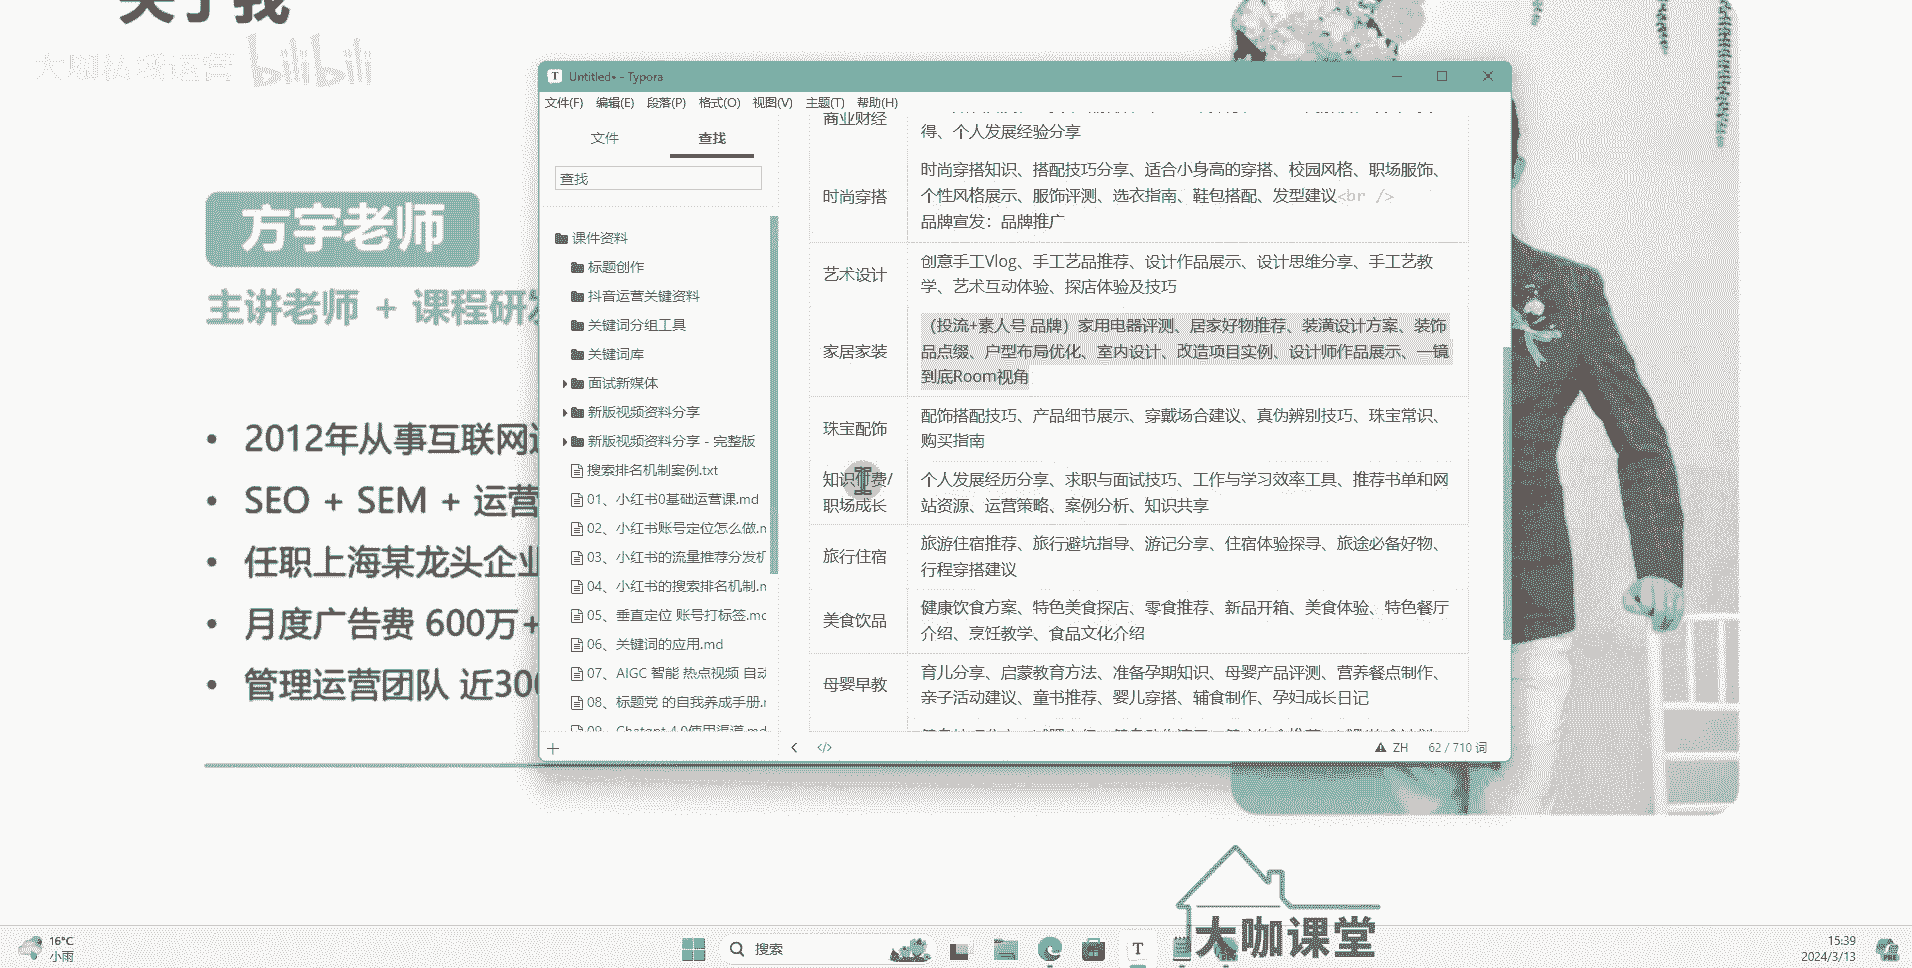 关于我
大咖私域运营 bilibili
方宇老师
主讲老师 + 课程研发
• 2012年从事互联网
• SEO + SEM + 运营
• 任职上海某龙头企业
• 月度广告费 600万+
• 管理运营团队 近300
Untitled• - Typora
文件(F) 编辑(E) 段落(P) 格式(O) 视图(V) 主题(T) 帮助(H)
文件 查找
查找
课件资料
标题创作
抖音运营关键资料
关键词分组工具
关键词库
面试新媒体
新版视频资料分享
新版视频资料分享 - 完整版
搜索排名机制案例.txt
01、小红书0基础运营课.md
02、小红书账号定位怎么做.m
03、小红书的流量推荐分发机
04、小红书的搜索排名机制.m
05、垂直定位 账号打标签.mc
06、关键词的应用.md
07、AIGC 智能 热点视频 自动
08、标题党 的自我养成手册.m
09、Chatgpt 4.0使用渠道.md
商业财经
得、个人发展经验分享
时尚穿搭
时尚穿搭知识、搭配技巧分享、适合小身高的穿搭、校园风格、职场服饰、
个性风格展示、服饰评测、选衣指南、鞋包搭配、发型建议<br />
品牌宣发：品牌推广
艺术设计
创意手工Vlog、手工艺品推荐、设计作品展示、设计思维分享、手工艺教
学、艺术互动体验、探店体验及技巧
家居家装
（投流+素人号 品牌）家用电器评测、居家好物推荐、装潢设计方案、装饰
品点缀、户型布局优化、室内设计、改造项目实例、设计师作品展示、一镜
到底Room视角
珠宝配饰
配饰搭配技巧、产品细节展示、穿戴场合建议、真伪辨别技巧、珠宝常识、
购买指南
知识付费/
职场成长
个人发展经历分享、求职与面试技巧、工作与学习效率工具、推荐书单和网
站资源、运营策略、案例分析、知识共享
旅行住宿
旅游住宿推荐、旅行避坑指导、游记分享、住宿体验探寻、旅途必备好物、
行程穿搭建议
美食饮品
健康饮食方案、特色美食探店、零食推荐、新品开箱、美食体验、特色餐厅
介绍、烹饪教学、食品文化介绍
母婴早教
育儿分享、启蒙教育方法、准备孕期知识、母婴产品评测、营养餐点制作、
亲子活动建议、童书推荐、婴儿穿搭、辅食制作、孕妇成长日记
ZH 62 / 710 词
大咖课堂
16°C
小雨
搜索
15:39
2024/3/13